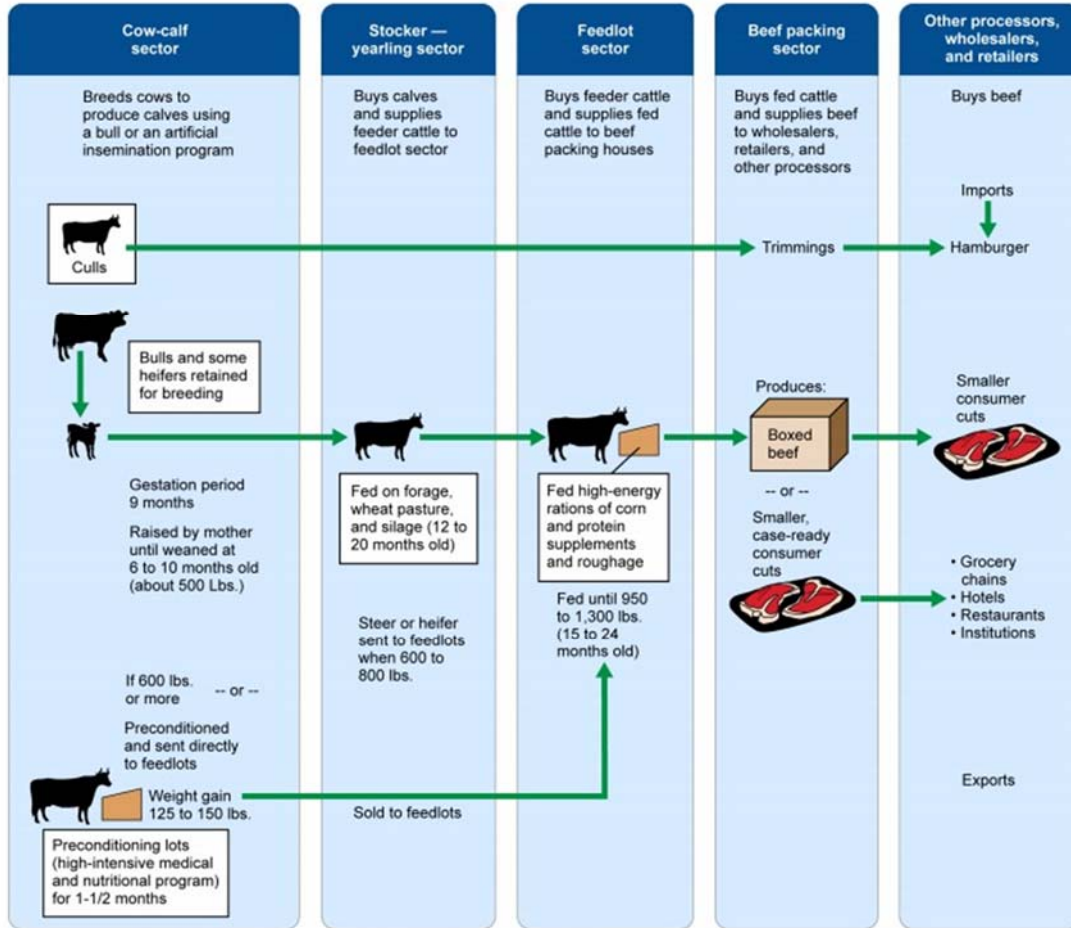 Cow-calf
sector
Breeds cows to
produce calves using
a bull or an artificial
insemination program
Culls
Bulls and some
heifers retained
for breeding
Gestation period
9 months
Raised by mother
until weaned at
6 to 10 months old
(about 500 Lbs.)
If 600 lbs.
or more
-- or --
Preconditioned
and sent directly
to feedlots
Weight gain
125 to 150 lbs.
Preconditioning lots
(high-intensive medical
and nutritional program)
for 1-1/2 months
Stocker —
yearling sector
Buys calves
and supplies
feeder cattle to
feedlot sector
Fed on forage,
wheat pasture,
and silage (12 to
20 months old)
Steer or heifer
sent to feedlots
when 600 to
800 lbs.
Sold to feedlots
Feedlot
sector
Buys feeder cattle
and supplies fed
cattle to beef
packing houses
Fed high-energy
rations of corn
and protein
supplements
and roughage
Fed until 950
to 1,300 lbs.
(15 to 24
months old)
Beef packing
sector
Buys fed cattle
and supplies beef
to wholesalers,
retailers, and
other processors
Trimmings
Produces:
Boxed
beef
-- or --
Smaller,
case-ready
consumer
cuts
Other processors,
wholesalers,
and retailers
Buys beef
Imports
Hamburger
Smaller
consumer
cuts
• Grocery
chains
• Hotels
• Restaurants
• Institutions
Exports